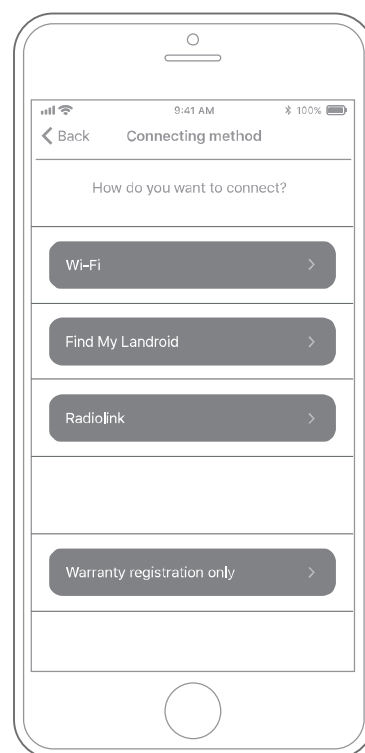 9:41 AM 100%
Back Connecting method
How do you want to connect?
Wi-Fi
Find My Landroid
Radiolink
Warranty registration only